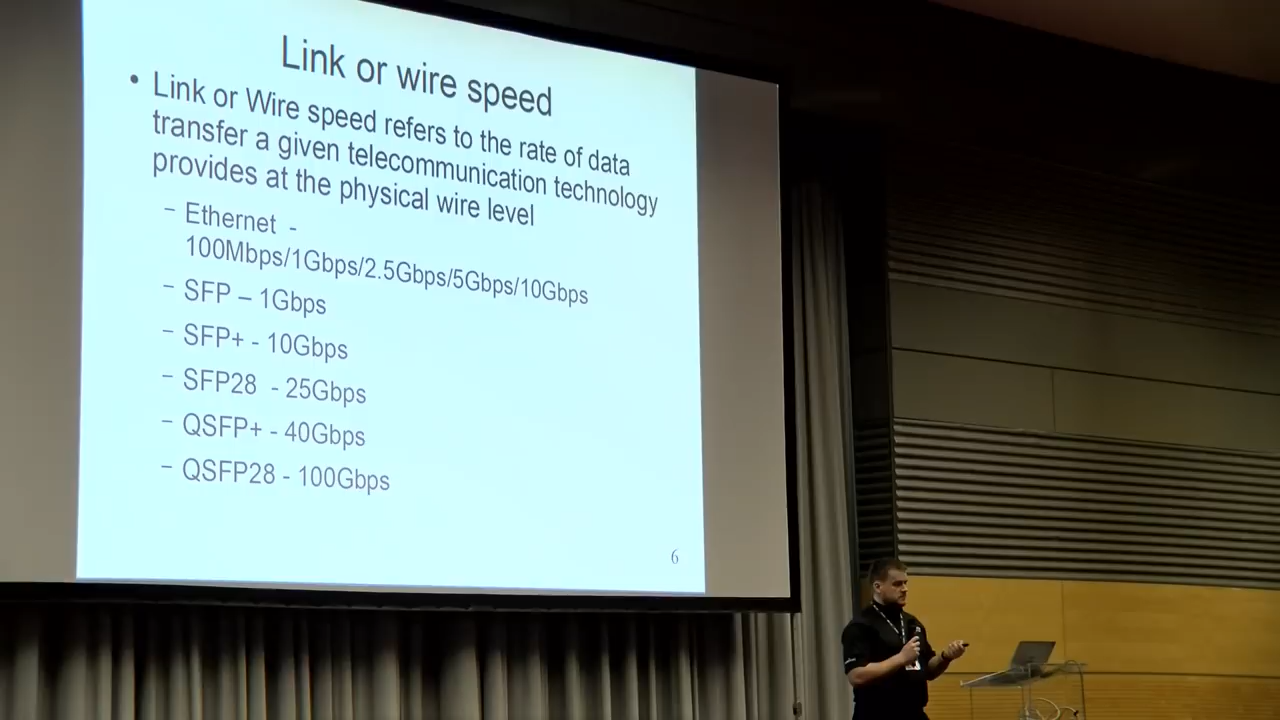 Link or wire speed
• Link or Wire speed refers to the rate of data
transfer a given telecommunication technology
provides at the physical wire level
– Ethernet -
100Mbps/1Gbps/2.5Gbps/5Gbps/10Gbps
– SFP – 1Gbps
– SFP+ - 10Gbps
– SFP28 - 25Gbps
– QSFP+ - 40Gbps
– QSFP28 - 100Gbps
6